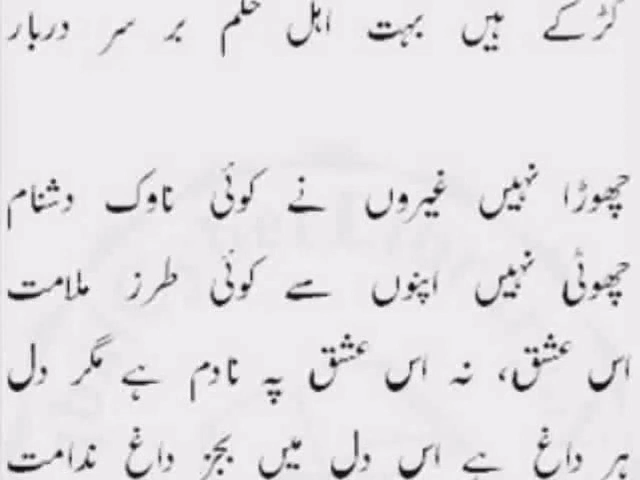 کڑکے ہیں بہت اہل حکم بر سر دربار
چھوڑا نہیں غیروں نے کوئی ناوک دشنام
چھوٹی نہیں اپنوں سے کوئی طرز ملامت
اس عشق، نہ اس عشق پہ نادم ہے مگر دل
ہر داغ ہے اس دل میں بجز داغ ندامت